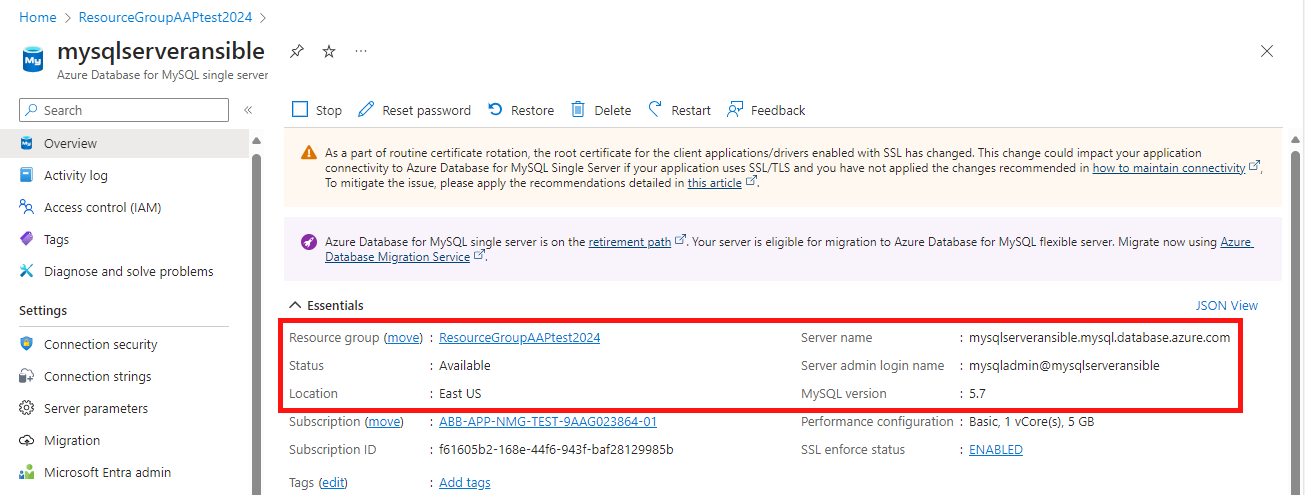 Home > ResourceGroupAAPtest2024 >
mysqlserveransible
Azure Database for MySQL single server
Search
Stop Reset password Restore Delete Restart Feedback
Overview
Activity log
Access control (IAM)
Tags
Diagnose and solve problems
Settings
Connection security
Connection strings
Server parameters
Migration
Microsoft Entra admin
As a part of routine certificate rotation, the root certificate for the client applications/drivers enabled with SSL has changed. This change could impact your application
connectivity to Azure Database for MySQL Single Server if your application uses SSL/TLS and you have not applied the changes recommended in how to maintain connectivity,
To mitigate the issue, please apply the recommendations detailed in this article.
Azure Database for MySQL single server is on the retirement path. Your server is eligible for migration to Azure Database for MySQL flexible server. Migrate now using Azure
Database Migration Service.
Essentials
JSON View
Resource group (move) : ResourceGroupAAPtest2024
Status : Available
Location : East US
Subscription (move) : ABB-APP-NMG-TEST-9AAG023864-01
Subscription ID : f61605b2-168e-44f6-943f-baf28129985b
Tags (edit) : Add tags
Server name : mysqlserveransible.mysql.database.azure.com
Server admin login name : mysqladmin@mysqlserveransible
MySQL version : 5.7
Performance configuration : Basic, 1 vCore(s), 5 GB
SSL enforce status : ENABLED